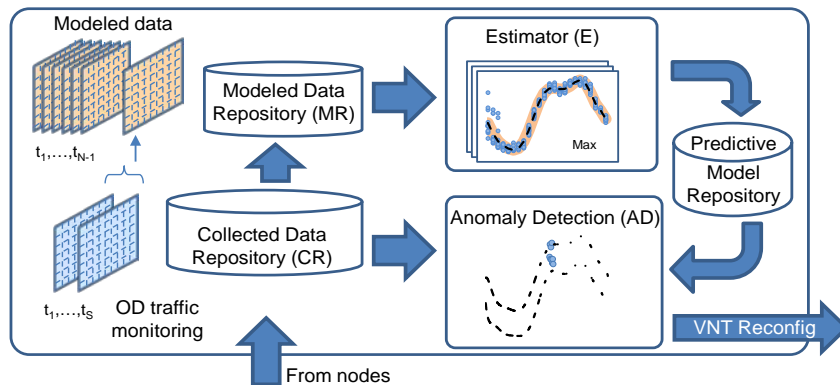 Modeled data
t1,…,tN-1
t1,…,tS
OD traffic
monitoring
Modeled Data
Repository (MR)
Collected Data
Repository (CR)
From nodes
Estimator (E)
Max
Anomaly Detection (AD)
Predictive
Model
Repository
VNT Reconfig